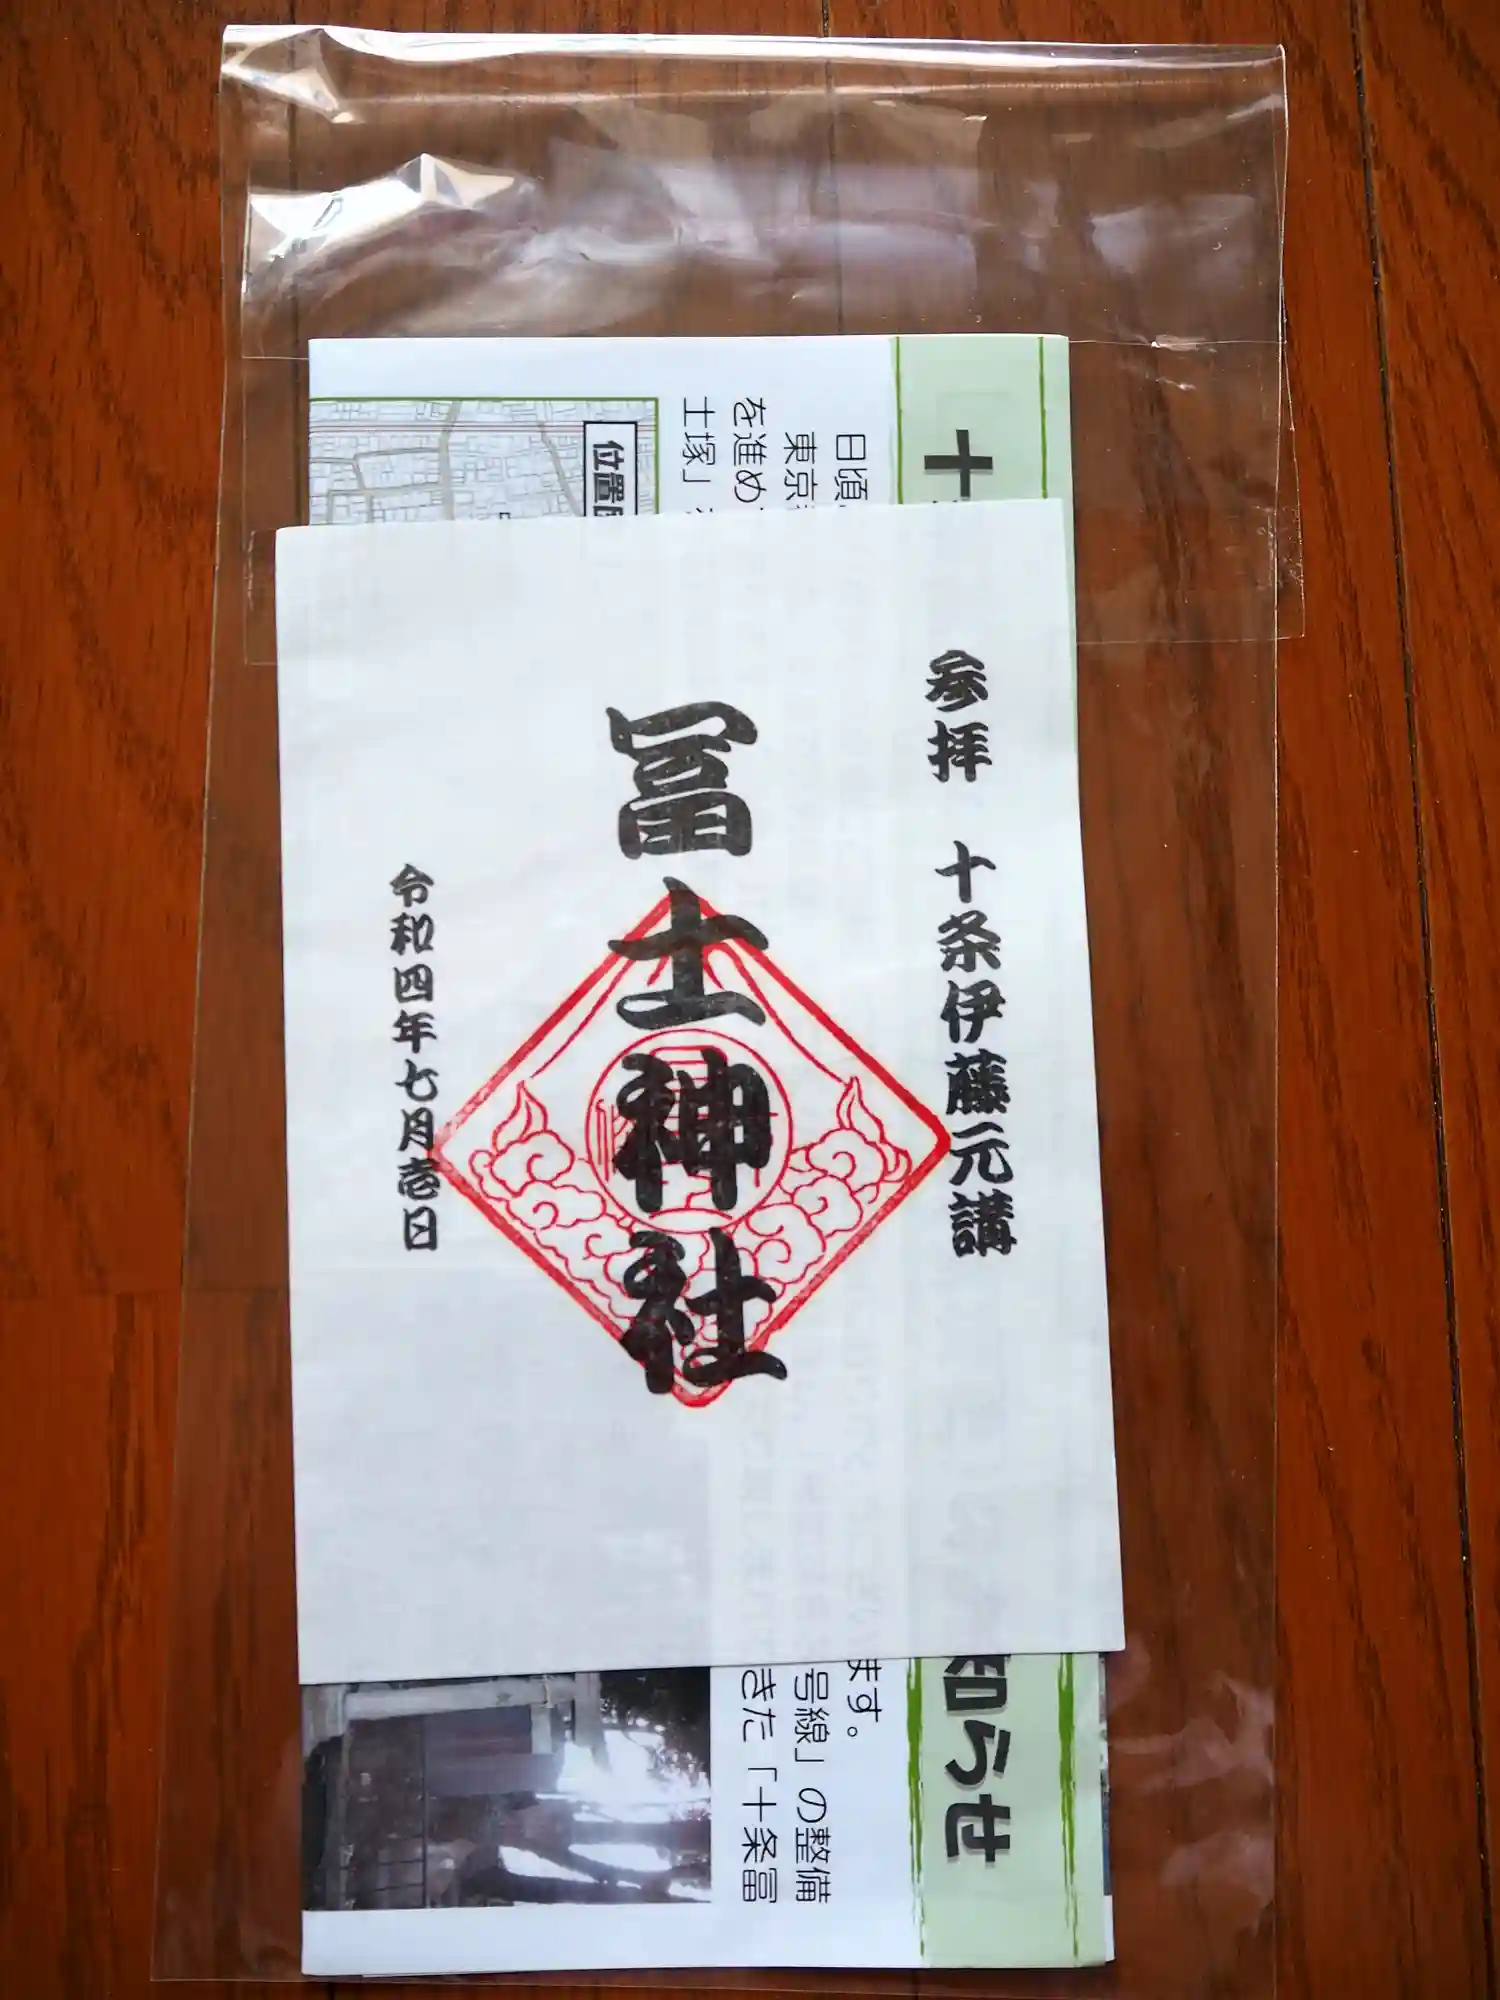 参拝 十条伊藤元講
冨士神社
令和四年七月壱日
十
知らせ
日頃
ます。
東京
号線」の整備
を進め
きた「十条冨
士塚」
位置